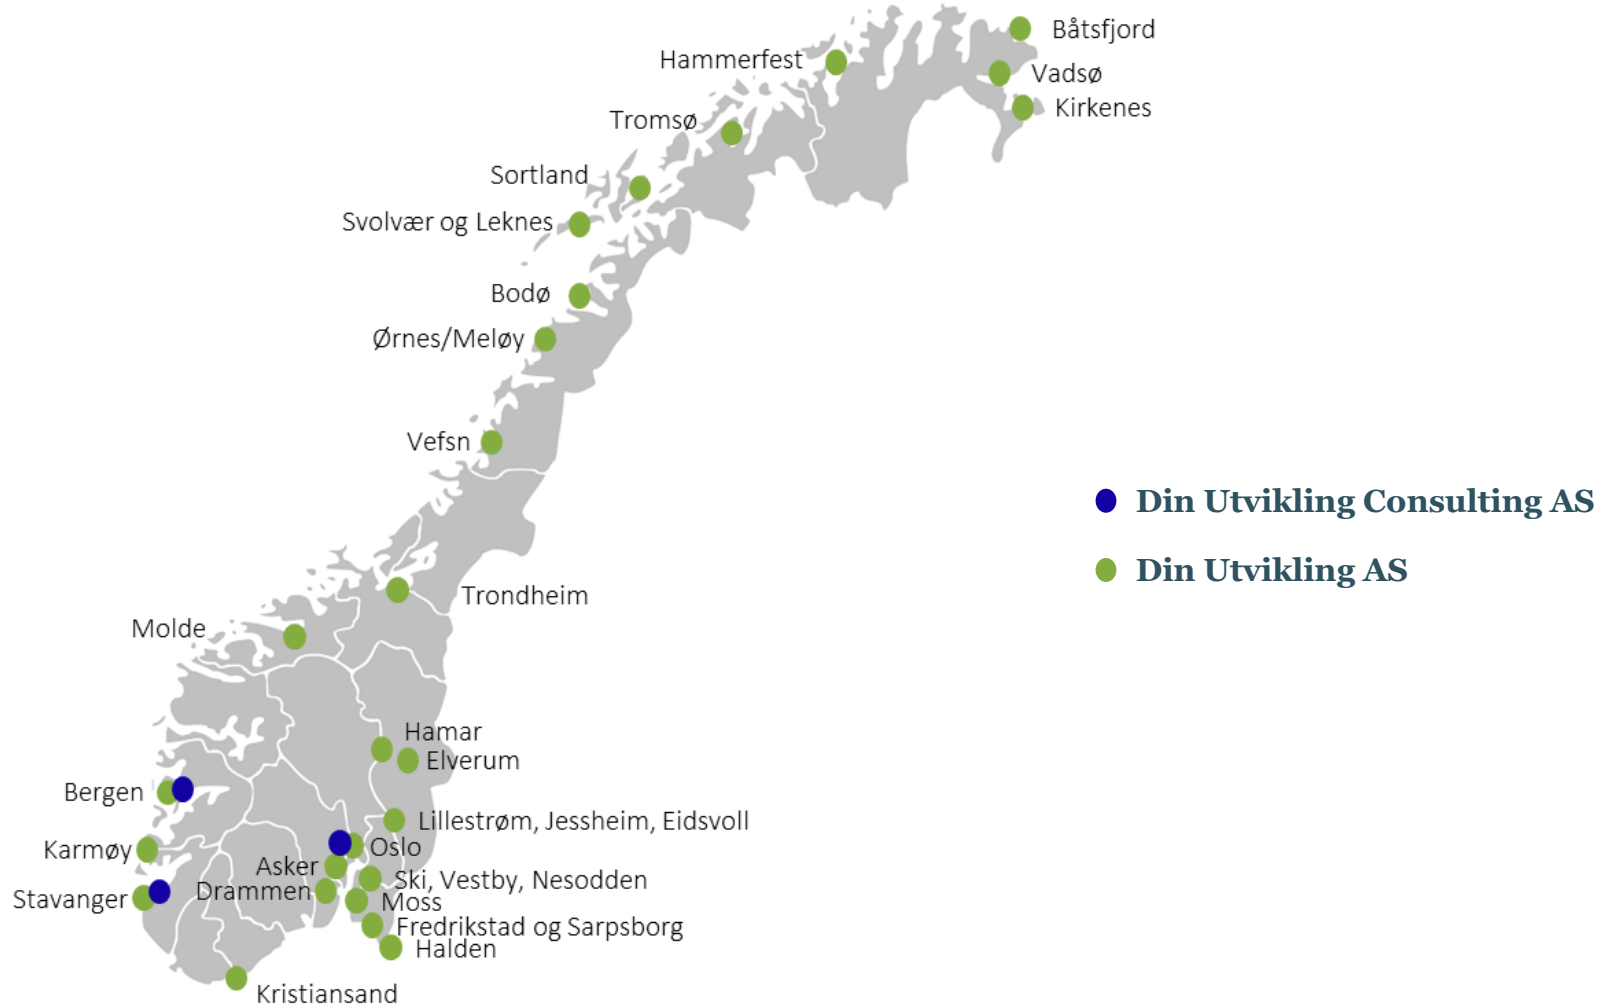 Båtsfjord
Hammerfest
Vadsø
Kirkenes
Tromsø
Sortland
Svolvær og Leknes
Bodø
Ørnes/Meløy
Vefsn
Din Utvikling Consulting AS
Din Utvikling AS
Trondheim
Molde
Hamar
Elverum
Bergen
Lillestrøm, Jessheim, Eidsvoll
Karmøy
Oslo
Asker
Ski, Vestby, Nesodden
Drammen
Stavanger
Moss
Fredrikstad og Sarpsborg
Halden
Kristiansand